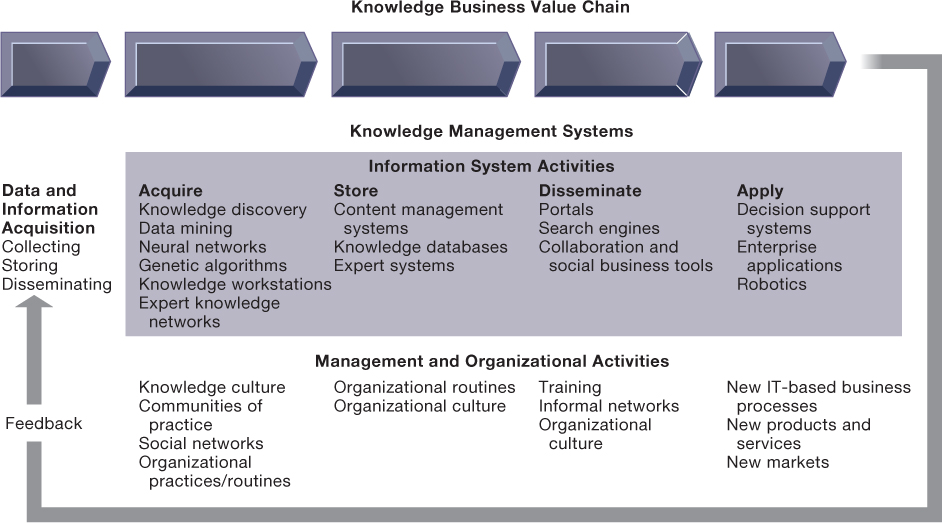 Knowledge Business Value Chain
Knowledge Management Systems
Information System Activities
Data and
Information
Acquisition
Collecting
Storing
Disseminating
Acquire
Knowledge discovery
Data mining
Neural networks
Genetic algorithms
Knowledge workstations
Expert knowledge
networks
Store
Content management
systems
Knowledge databases
Expert systems
Disseminate
Portals
Search engines
Collaboration and
social business tools
Apply
Decision support
systems
Enterprise
applications
Robotics
Management and Organizational Activities
Feedback
Knowledge culture
Communities of
practice
Social networks
Organizational
practices/routines
Organizational routines
Organizational culture
Training
Informal networks
Organizational
culture
New IT-based business
processes
New products and
services
New markets